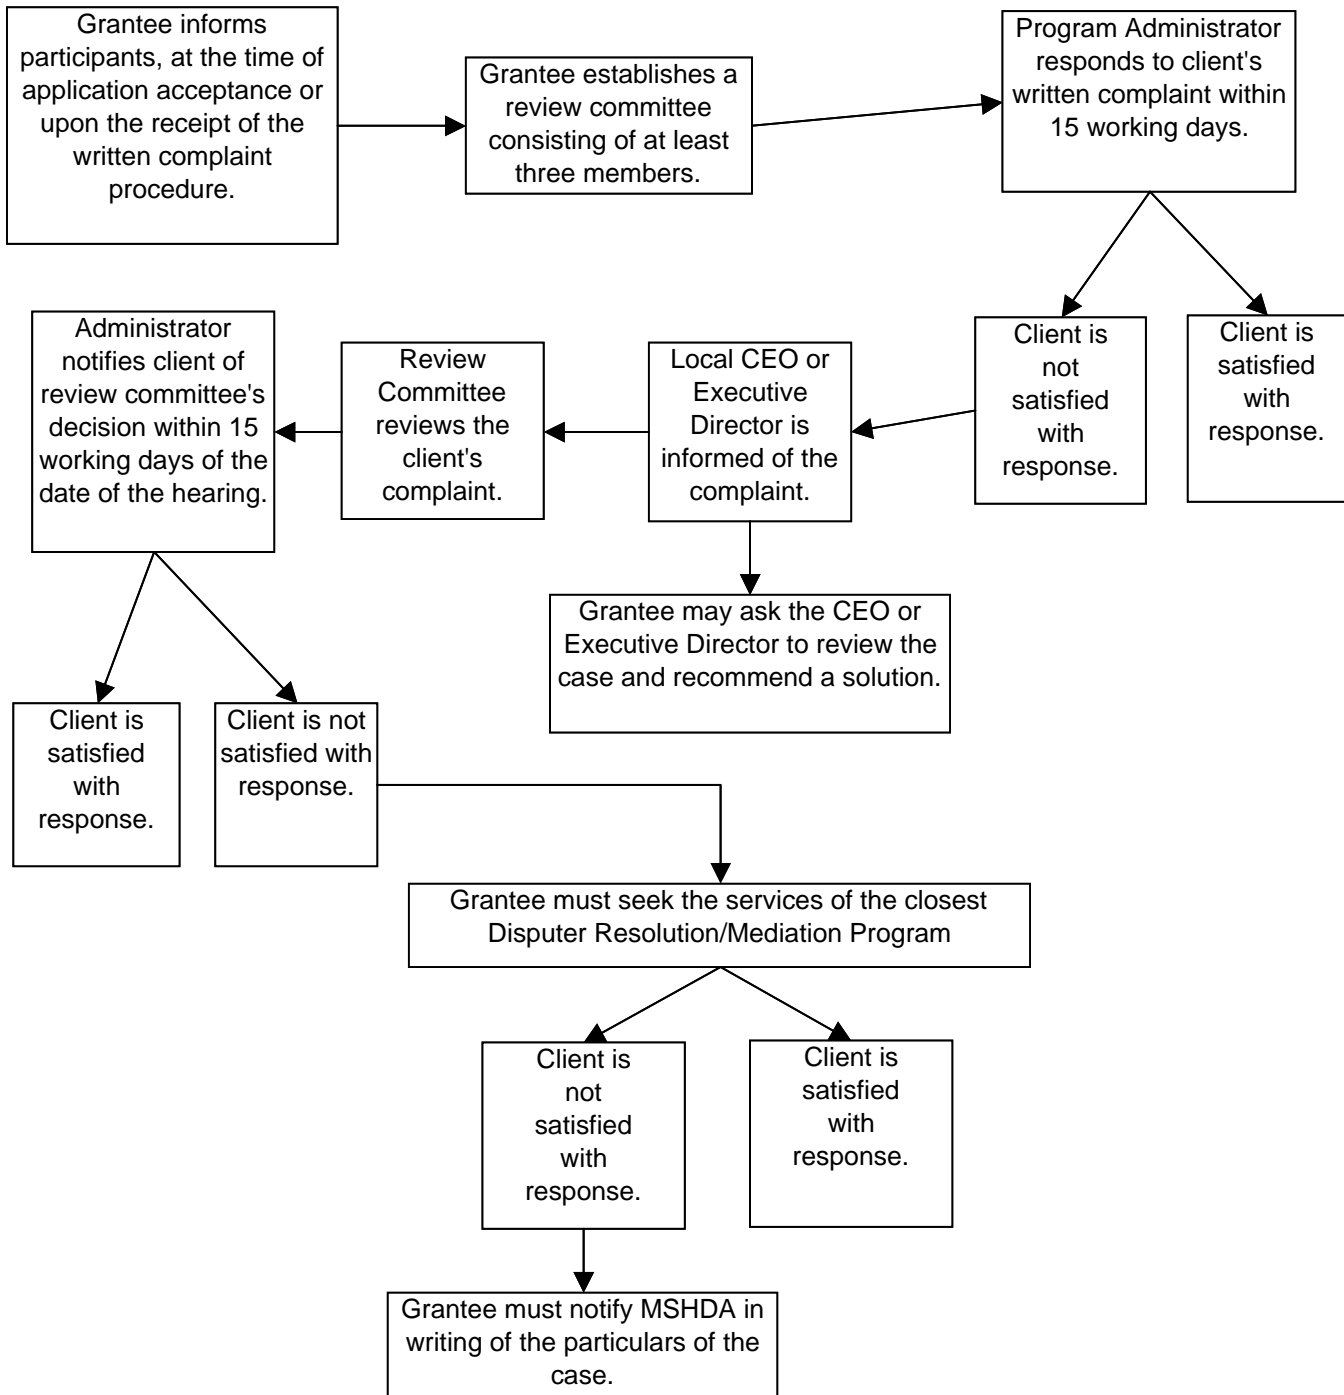 Grantee informs
participants, at the time of
application acceptance or
upon the receipt of the
written complaint
procedure.
Grantee establishes a
review committee
consisting of at least
three members.
Program Administrator
responds to client's
written complaint within
15 working days.
Administrator
notifies client of
review committee's
decision within 15
working days of the
date of the hearing.
Review
Committee
reviews the
client's
complaint.
Local CEO or
Executive
Director is
informed of the
complaint.
Client is
not
satisfied
with
response.
Client is
satisfied
with
response.
Grantee may ask the CEO or
Executive Director to review the
case and recommend a solution.
Client is
satisfied
with
response.
Client is not
satisfied with
response.
Grantee must seek the services of the closest
Disputer Resolution/Mediation Program
Client is
not
satisfied
with
response.
Client is
satisfied
with
response.
Grantee must notify MSHDA in
writing of the particulars of the
case.